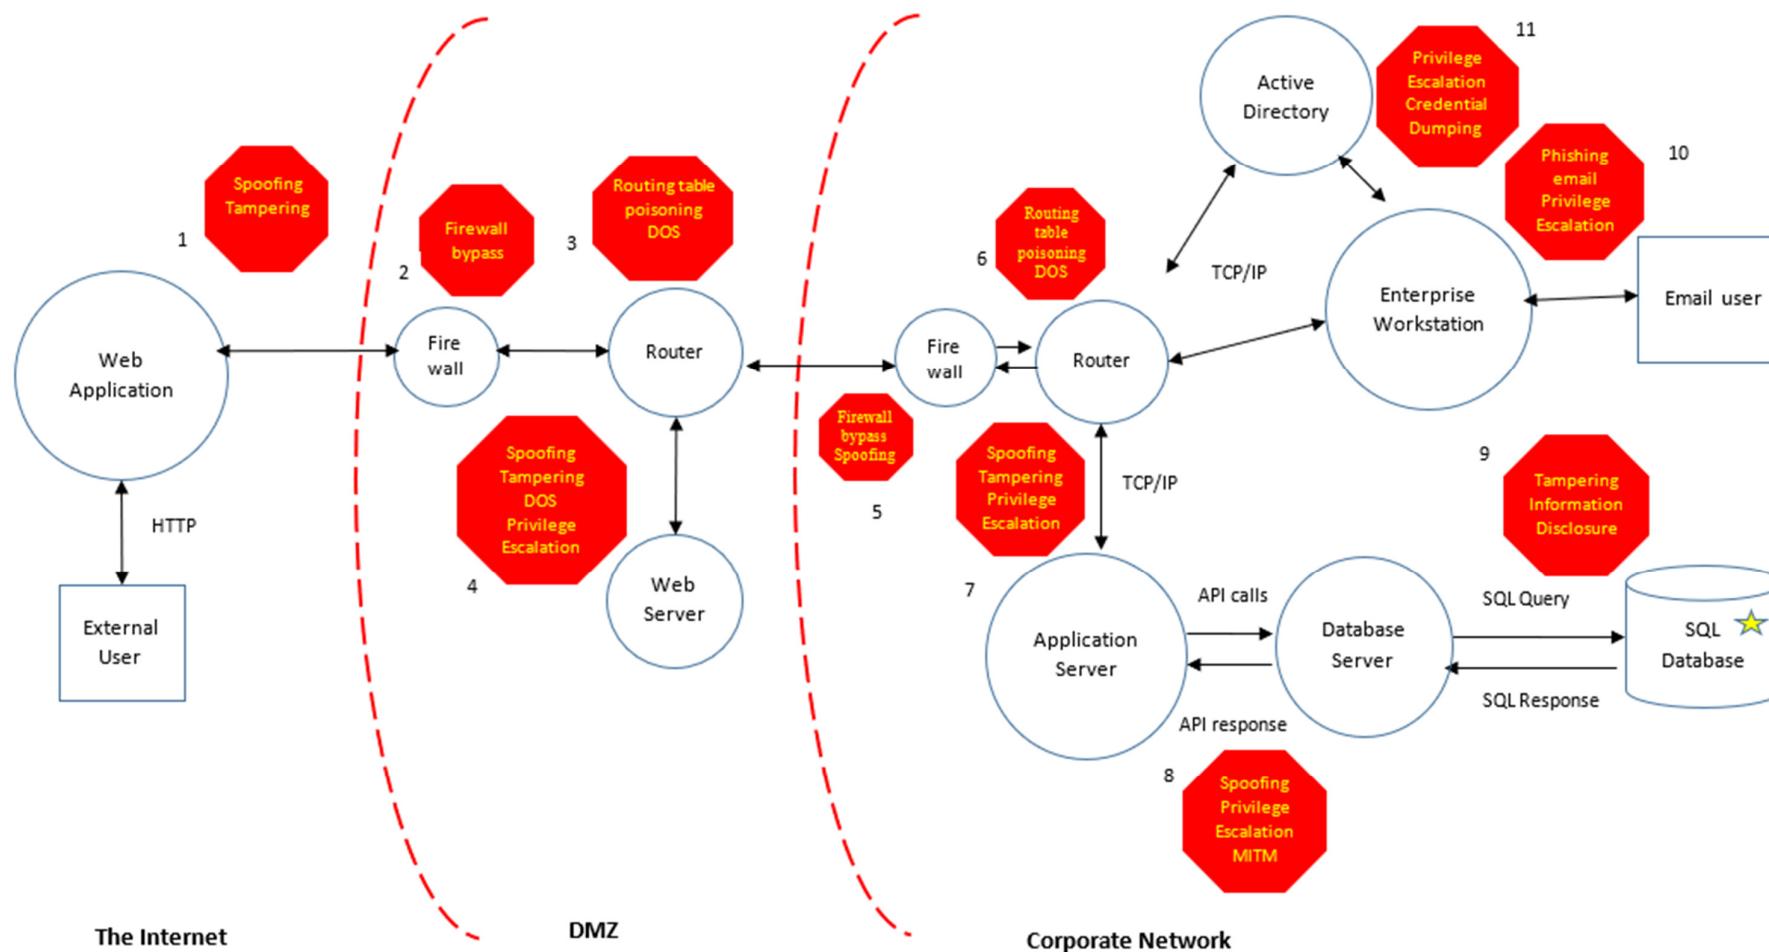 1
Spoofing
Tampering
Web
Application
HTTP
External
User
The Internet
2
Firewall
bypass
Fire
wall
3
Routing table
poisoning
DOS
Router
Spoofing
Tampering
DOS
Privilege
Escalation
4
Web
Server
DMZ
Firewall
bypass
Spoofing
5
Fire
wall
6
Routing
table
poisoning
DOS
Router
TCP/IP
Active
Directory
11
Privilege
Escalation
Credential
Dumping
10
Phishing
email
Privilege
Escalation
Enterprise
Workstation
Email user
TCP/IP
Spoofing
Tampering
Privilege
Escalation
7
Application
Server
API calls
API response
8
Spoofing
Privilege
Escalation
MITM
Database
Server
SQL Query
SQL Response
9
Tampering
Information
Disclosure
SQL
Database
Corporate Network